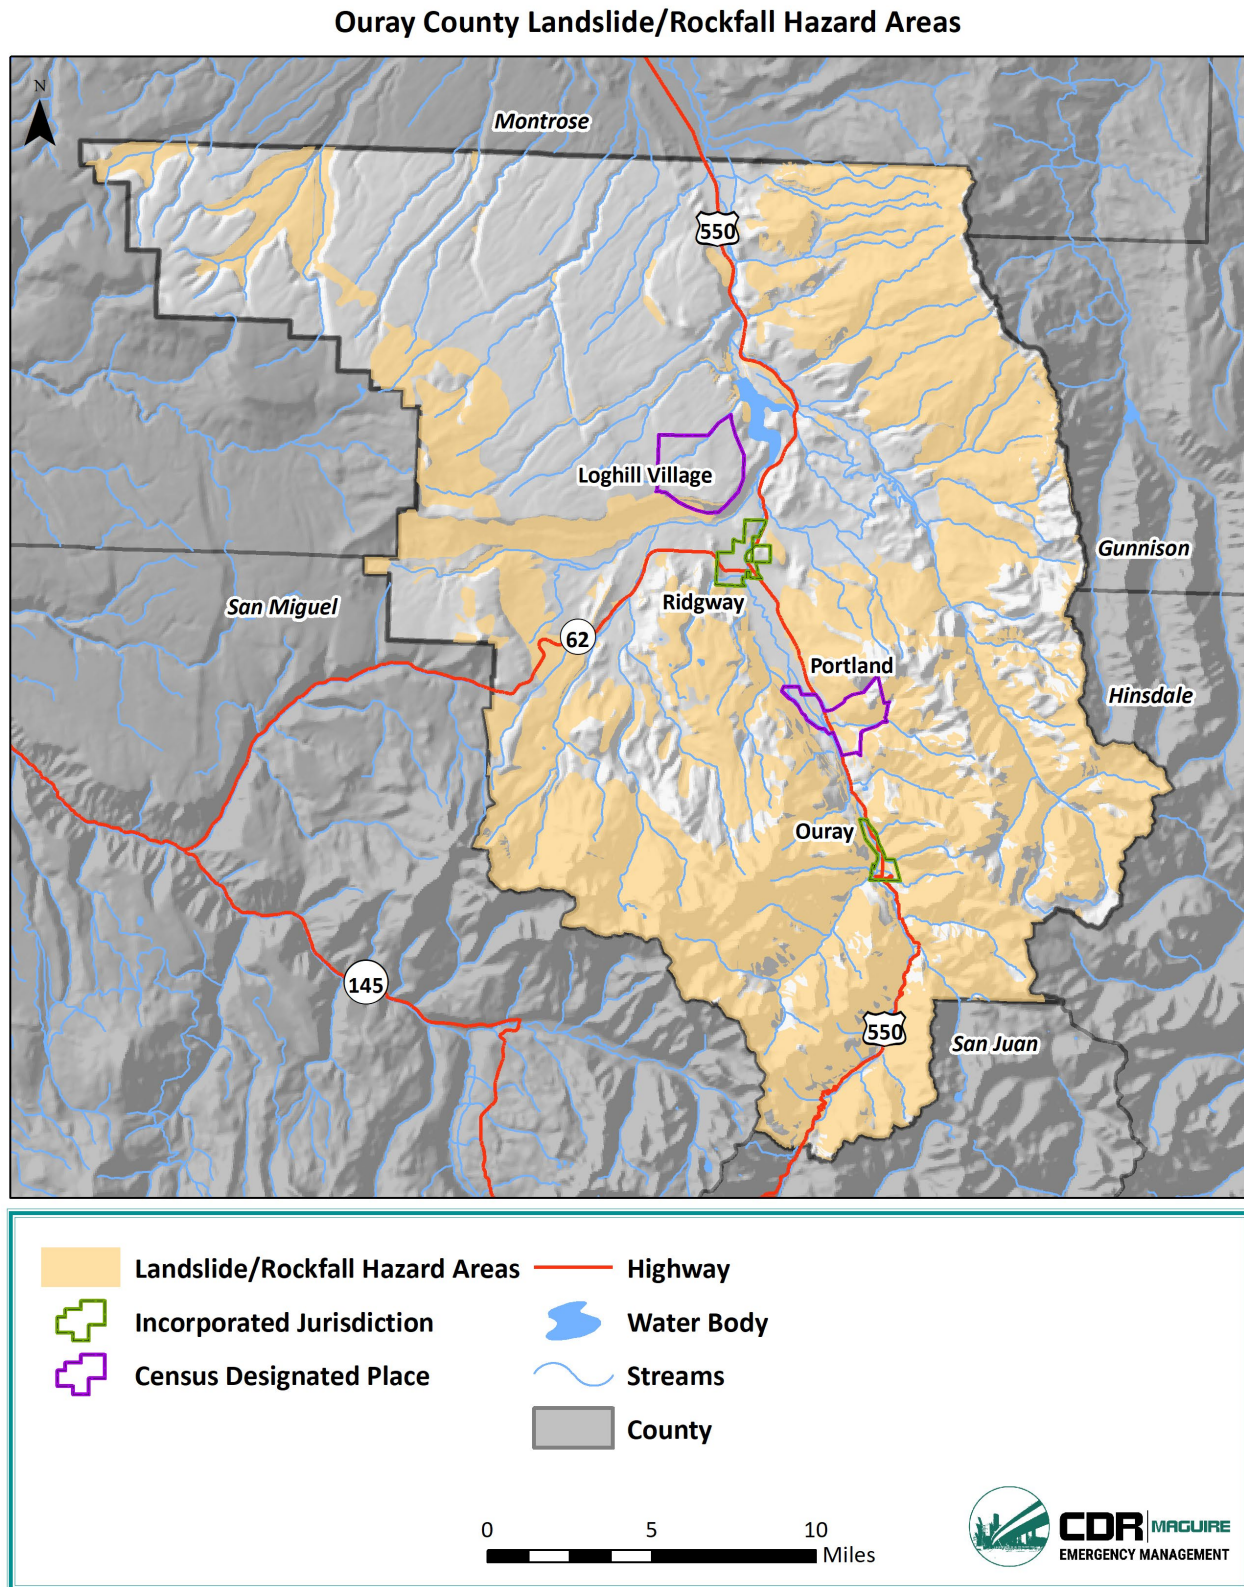 Ouray County Landslide/Rockfall Hazard Areas
N
Montrose
550
Loghill Village
Gunnison
San Miguel
Ridgway
62
Portland
Hinsdale
Ouray
145
550
San Juan
Landslide/Rockfall Hazard Areas
Highway
Incorporated Jurisdiction
Water Body
Census Designated Place
Streams
County
0 5 10
Miles
CDR MAGUIRE
EMERGENCY MANAGEMENT